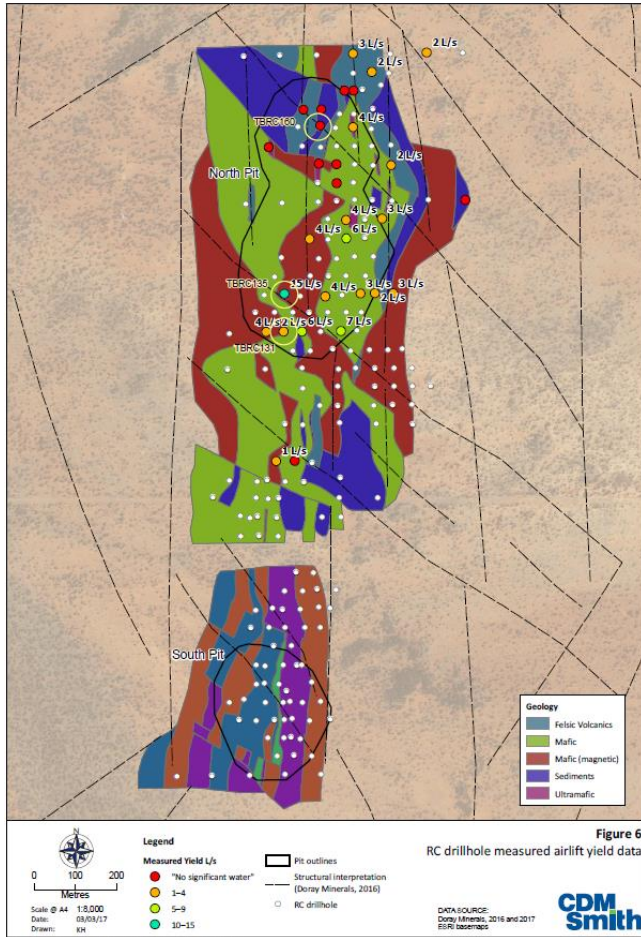 3 L/s
2 L/s
2 L/s
TBRC160
4 L/s
2 L/s
North Pit
4 L/s
3 L/s
4 L/s
6 L/s
TBRC135
15 L/s
4 L/s
3 L/s
3 L/s
2 L/s
4 L/s
2 L/s
6 L/s
7 L/s
TBRC131
1 L/s
South Pit
Geology
Felsic Volcanics
Mafic
Mafic (magnetic)
Sediments
Ultramafic
N
0 100 200
Metres
Scale @ A4 1:8,000
Date: 03/03/17
Drawn: KH
Legend
Measured Yield L/s
"No significant water"
1–4
5–9
10–15
Pit outlines
Structural interpretation
(Doray Minerals, 2016)
RC drillhole
Figure 6
RC drillhole measured airlift yield data
DATA SOURCE:
Doray Minerals, 2016 and 2017
ESRI basemaps
CDM
Smith